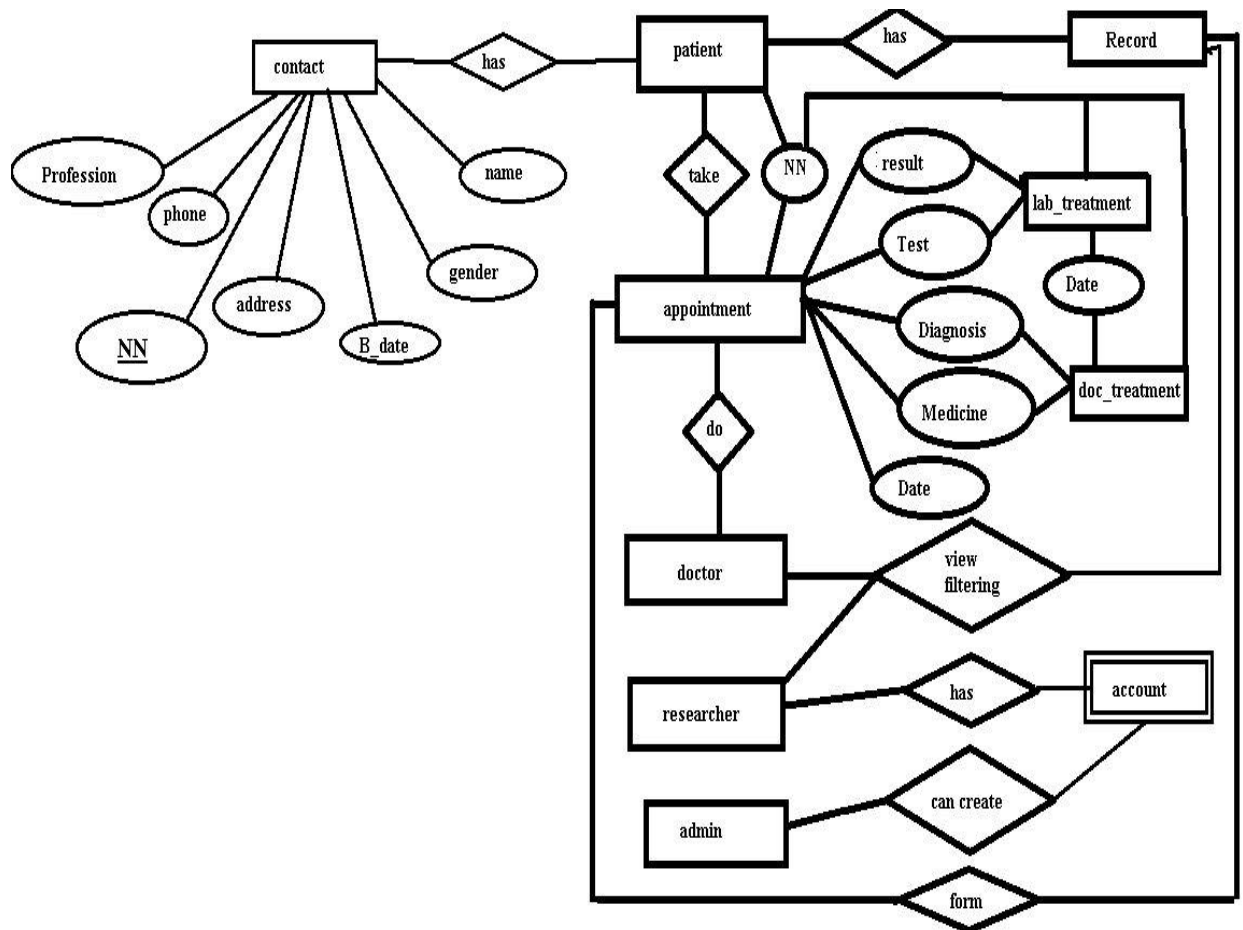 contact
has
patient
has
Record
Profession
phone
NN
address
B_date
gender
name
take
NN
result
Test
lab_treatment
Date
appointment
Diagnosis
Medicine
doc_treatment
Date
do
doctor
view
filtering
researcher
has
account
admin
can create
form